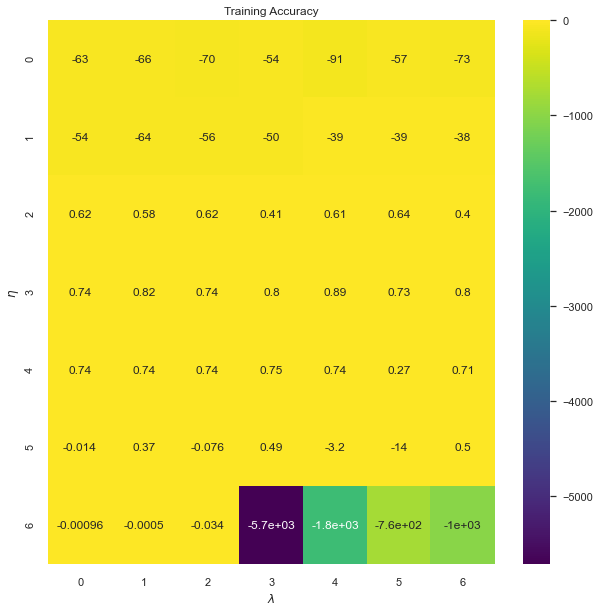 Training Accuracy
0 -63 -66 -70 -54 -91 -57 -73
1 -54 -64 -56 -50 -39 -39 -38
2 0.62 0.58 0.62 0.41 0.61 0.64 0.4
η
3 0.74 0.82 0.74 0.8 0.89 0.73 0.8
4 0.74 0.74 0.74 0.75 0.74 0.27 0.71
5 -0.014 0.37 -0.076 0.49 -3.2 -14 0.5
6 -0.00096 -0.0005 -0.034 -5.7e+03 -1.8e+03 -7.6e+02 -1e+03
0 1 2 3 4 5 6
λ
0
−1000
−2000
−3000
−4000
−5000